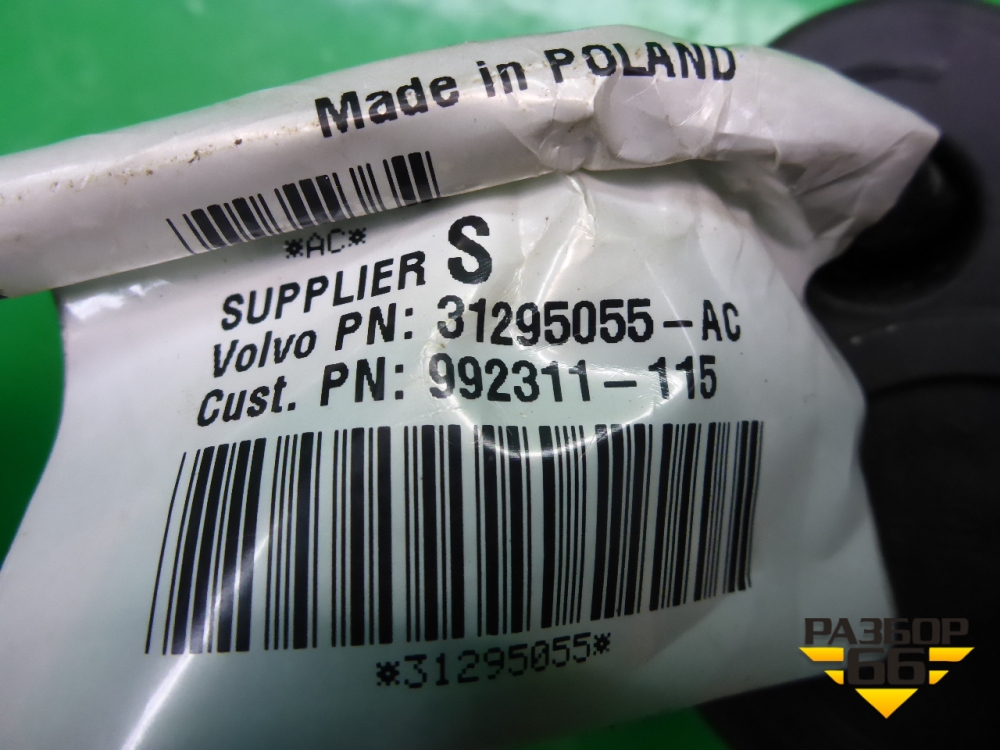 Made in POLAND
*AC*
SUPPLIER S
Volvo PN: 31295055-AC
Cust. PN: 992311-115
*31295055*
РАЗБОР
66